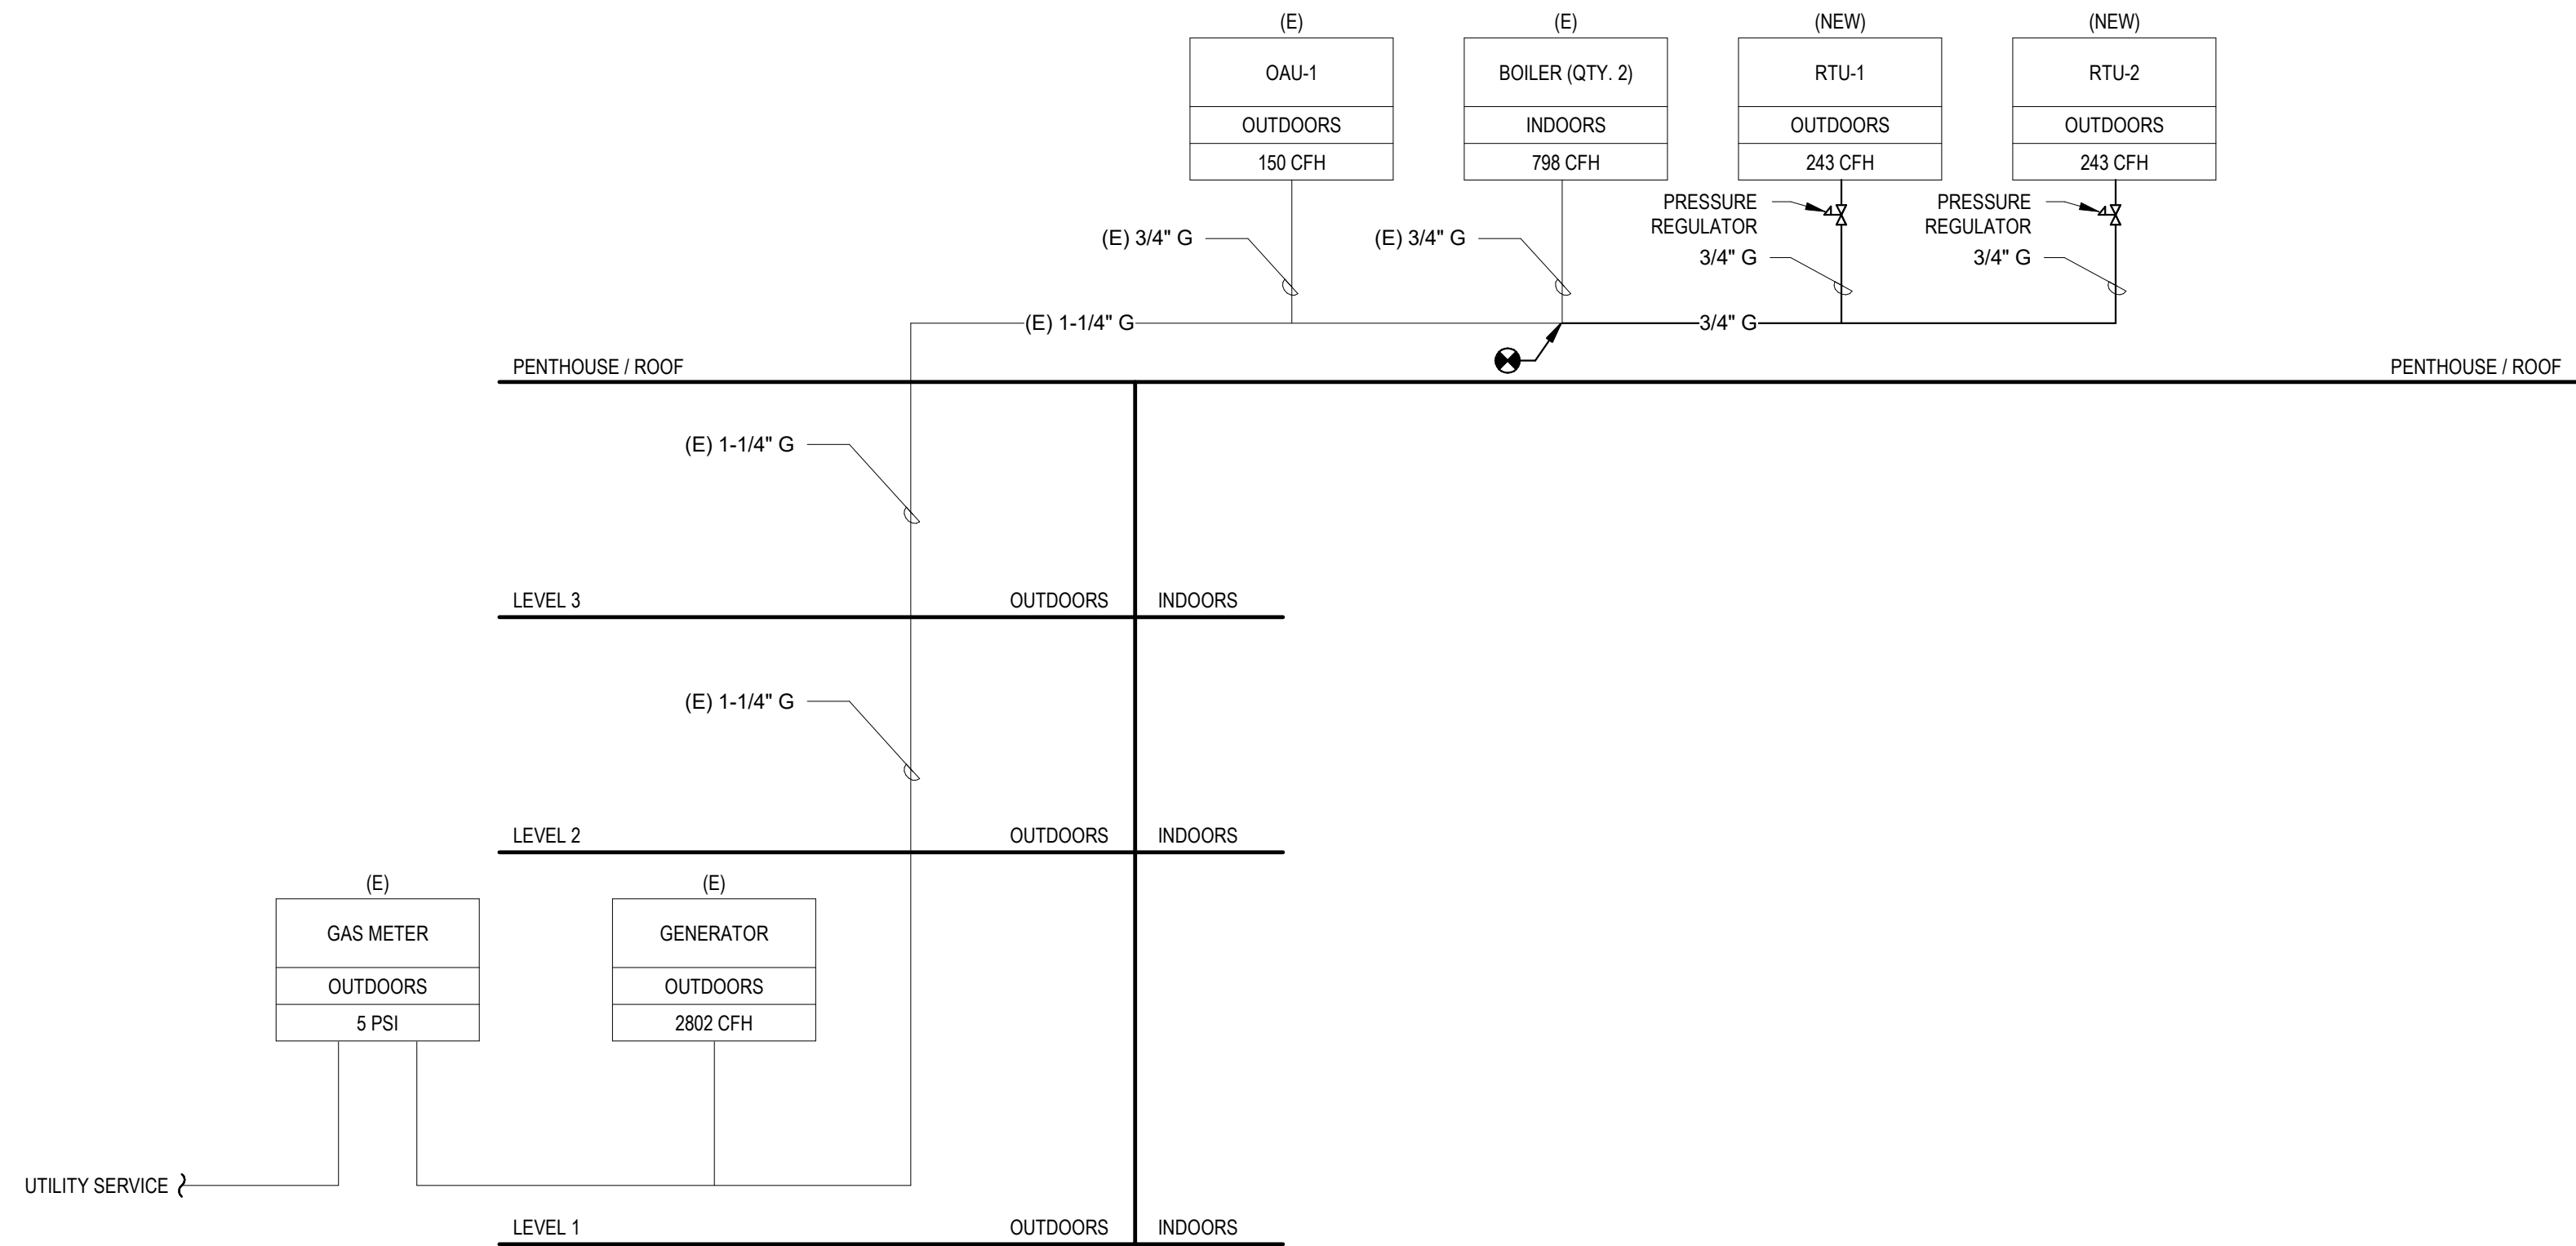 (E)
(E)
(NEW)
(NEW)
OAU-1
BOILER (QTY. 2)
RTU-1
RTU-2
OUTDOORS
INDOORS
OUTDOORS
OUTDOORS
150 CFH
798 CFH
243 CFH
243 CFH
PRESSURE
REGULATOR
PRESSURE
REGULATOR
(E) 3/4" G
(E) 3/4" G
3/4" G
3/4" G
(E) 1-1/4" G
3/4" G
PENTHOUSE / ROOF
PENTHOUSE / ROOF
(E) 1-1/4" G
LEVEL 3
OUTDOORS
INDOORS
(E) 1-1/4" G
LEVEL 2
OUTDOORS
INDOORS
(E)
(E)
GAS METER
GENERATOR
OUTDOORS
OUTDOORS
5 PSI
2802 CFH
UTILITY SERVICE
LEVEL 1
OUTDOORS
INDOORS